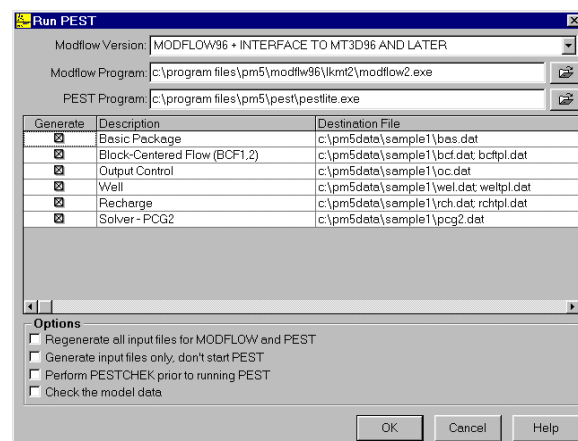 Run PEST
Modflow Version: MODFLOW96 + INTERFACE TO MT3D96 AND LATER
Modflow Program: c:\program files\pm5\modflw96\lkmt2\modflow2.exe
PEST Program: c:\program files\pm5\pest\pestlite.exe
Generate Description Destination File
Basic Package c:\pm5data\sample1\bas.dat
Block-Centered Flow (BCF1,2) c:\pm5data\sample1\bcf.dat; bcftpl.dat
Output Control c:\pm5data\sample1\oc.dat
Well c:\pm5data\sample1\wel.dat; weltpl.dat
Recharge c:\pm5data\sample1\rch.dat; rchtpl.dat
Solver - PCG2 c:\pm5data\sample1\pcg2.dat
Options
Regenerate all input files for MODFLOW and PEST
Generate input files only, don't start PEST
Perform PESTCHEK prior to running PEST
Check the model data
OK Cancel Help